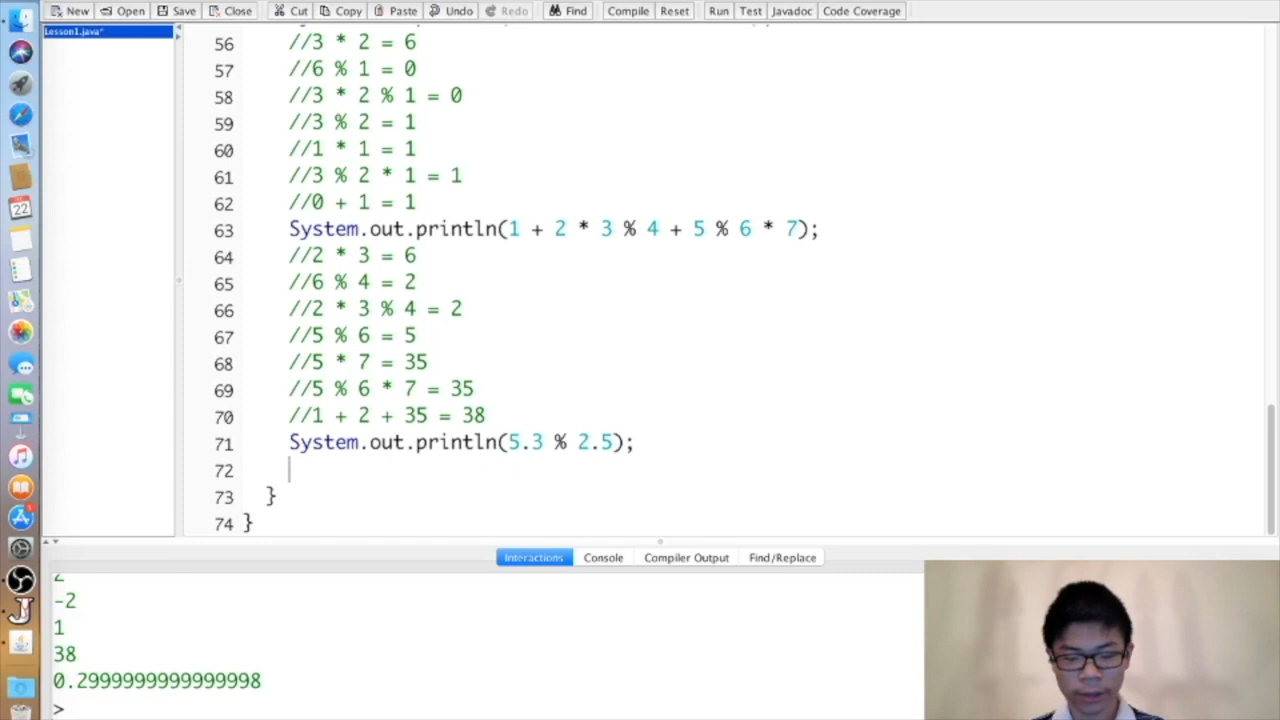 New Open Save Close Cut Copy Paste Undo Redo Find Compile Reset Run Test Javadoc Code Coverage
Lesson1.java*
56 //3 * 2 = 6
57 //6 % 1 = 0
58 //3 * 2 % 1 = 0
59 //3 % 2 = 1
60 //1 * 1 = 1
61 //3 % 2 * 1 = 1
62 //0 + 1 = 1
63 System.out.println(1 + 2 * 3 % 4 + 5 % 6 * 7);
64 //2 * 3 = 6
65 //6 % 4 = 2
66 //2 * 3 % 4 = 2
67 //5 % 6 = 5
68 //5 * 7 = 35
69 //5 % 6 * 7 = 35
70 //1 + 2 + 35 = 38
71 System.out.println(5.3 % 2.5);
72
73 }
74 }
22
Interactions Console Compiler Output Find/Replace
2
-2
1
38
0.2999999999999998
>